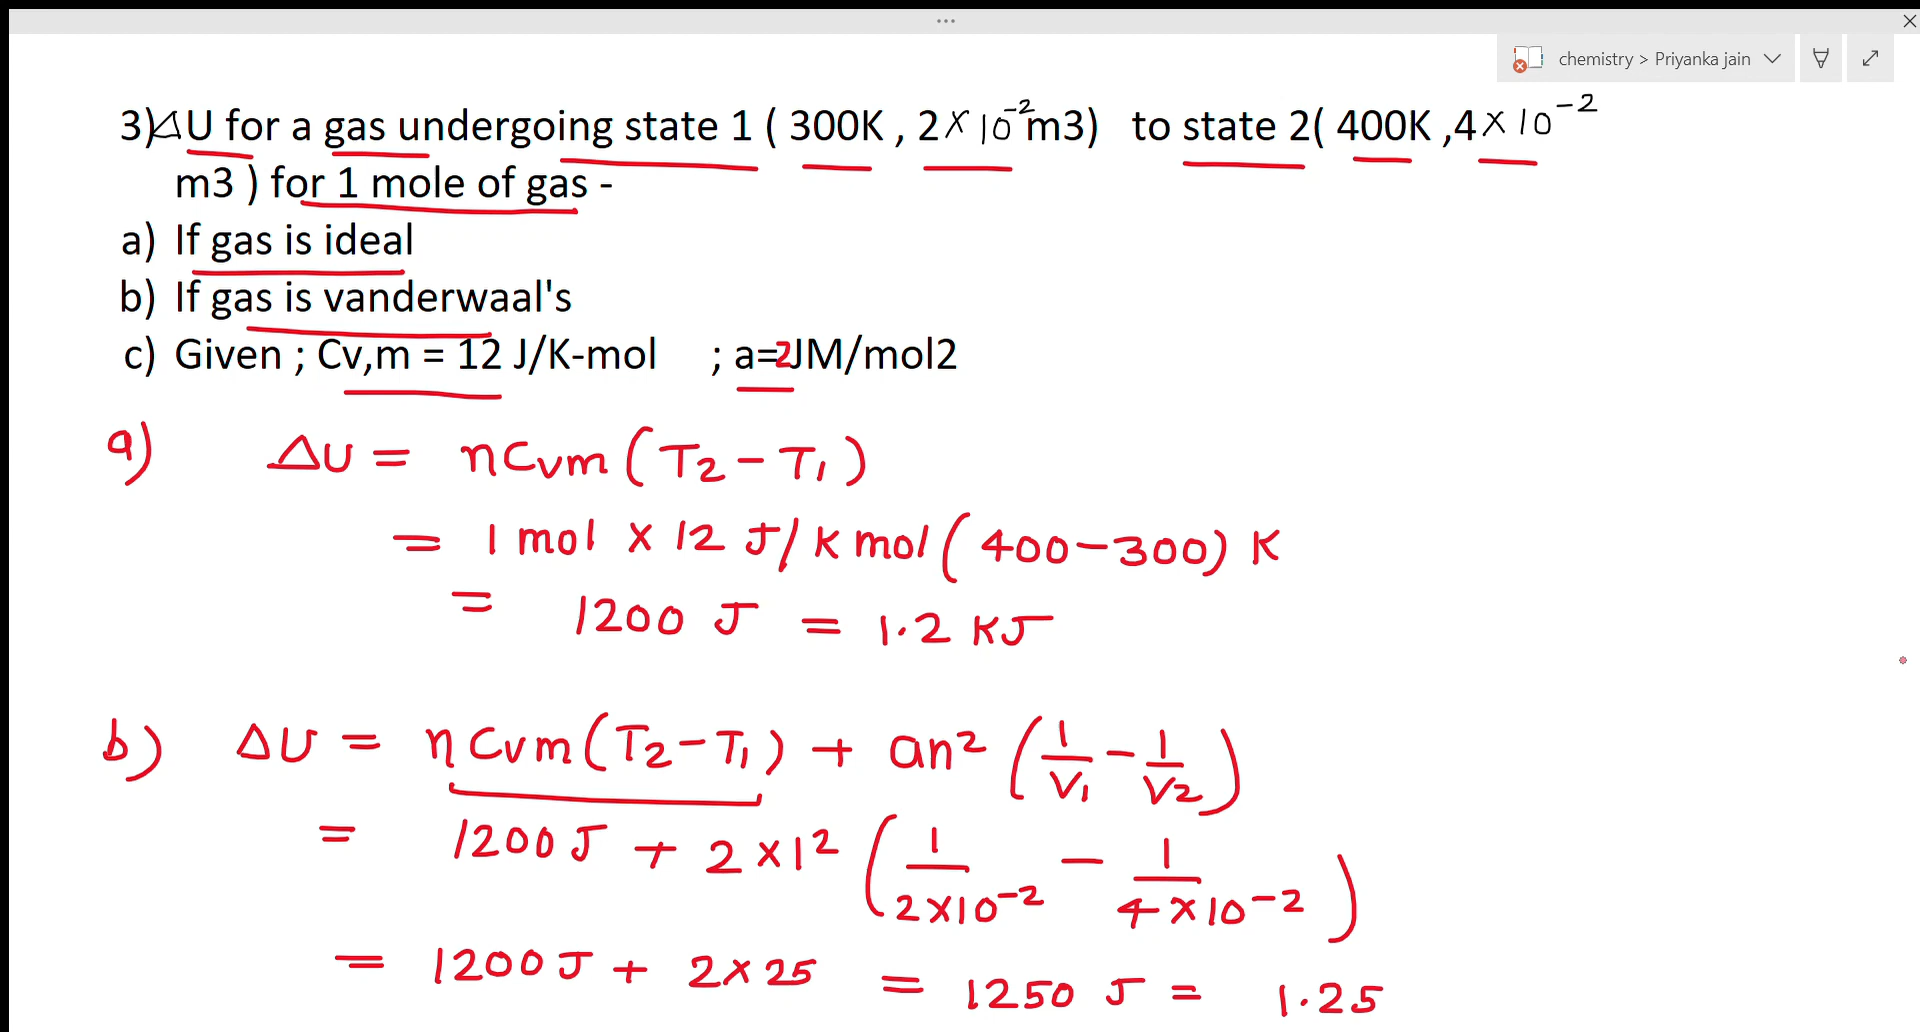 chemistry > Priyanka jain
3) ΔU for a gas undergoing state 1 ( 300K , 2×10⁻² m3) to state 2( 400K ,4×10⁻²
m3 ) for 1 mole of gas -
a) If gas is ideal
b) If gas is vanderwaal's
c) Given ; Cv,m = 12 J/K-mol ; a=2JM/mol2
a) ΔU = nCvm(T₂-T₁)
= 1 mol × 12 J/K mol(400-300) K
= 1200 J = 1.2 KJ
b) ΔU = nCvm(T₂-T₁) + an² (1/V₁ - 1/V₂)
= 1200 J + 2×1² (1/2×10⁻² - 1/4×10⁻²)
= 1200 J + 2×25 = 1250 J = 1.25